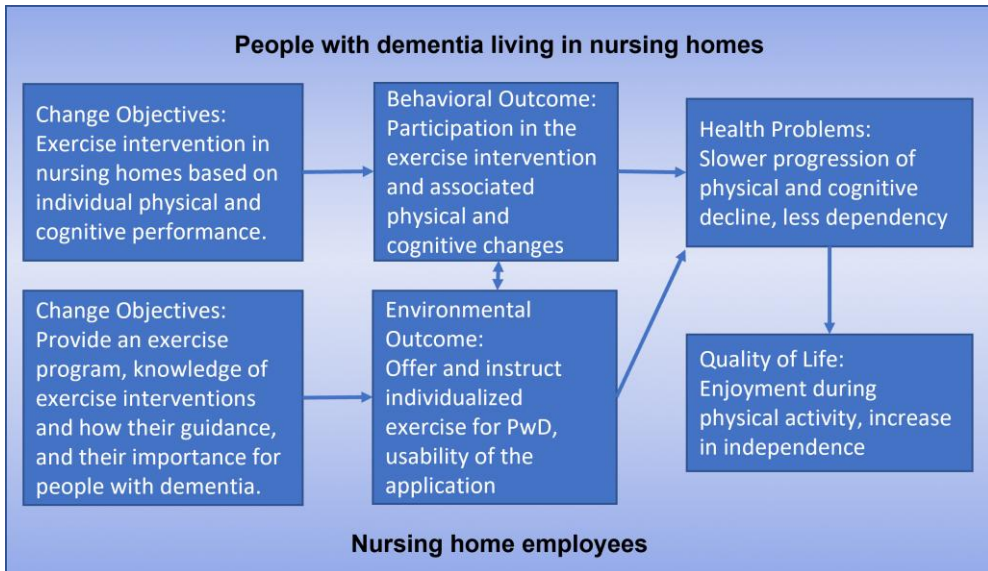 People with dementia living in nursing homes
Change Objectives:
Exercise intervention in
nursing homes based on
individual physical and
cognitive performance.
Behavioral Outcome:
Participation in the
exercise intervention
and associated
physical and
cognitive changes
Health Problems:
Slower progression of
physical and cognitive
decline, less dependency
Change Objectives:
Provide an exercise
program, knowledge of
exercise interventions
and how their guidance,
and their importance for
people with dementia.
Environmental
Outcome:
Offer and instruct
individualized
exercise for PwD,
usability of the
application
Quality of Life:
Enjoyment during
physical activity, increase
in independence
Nursing home employees